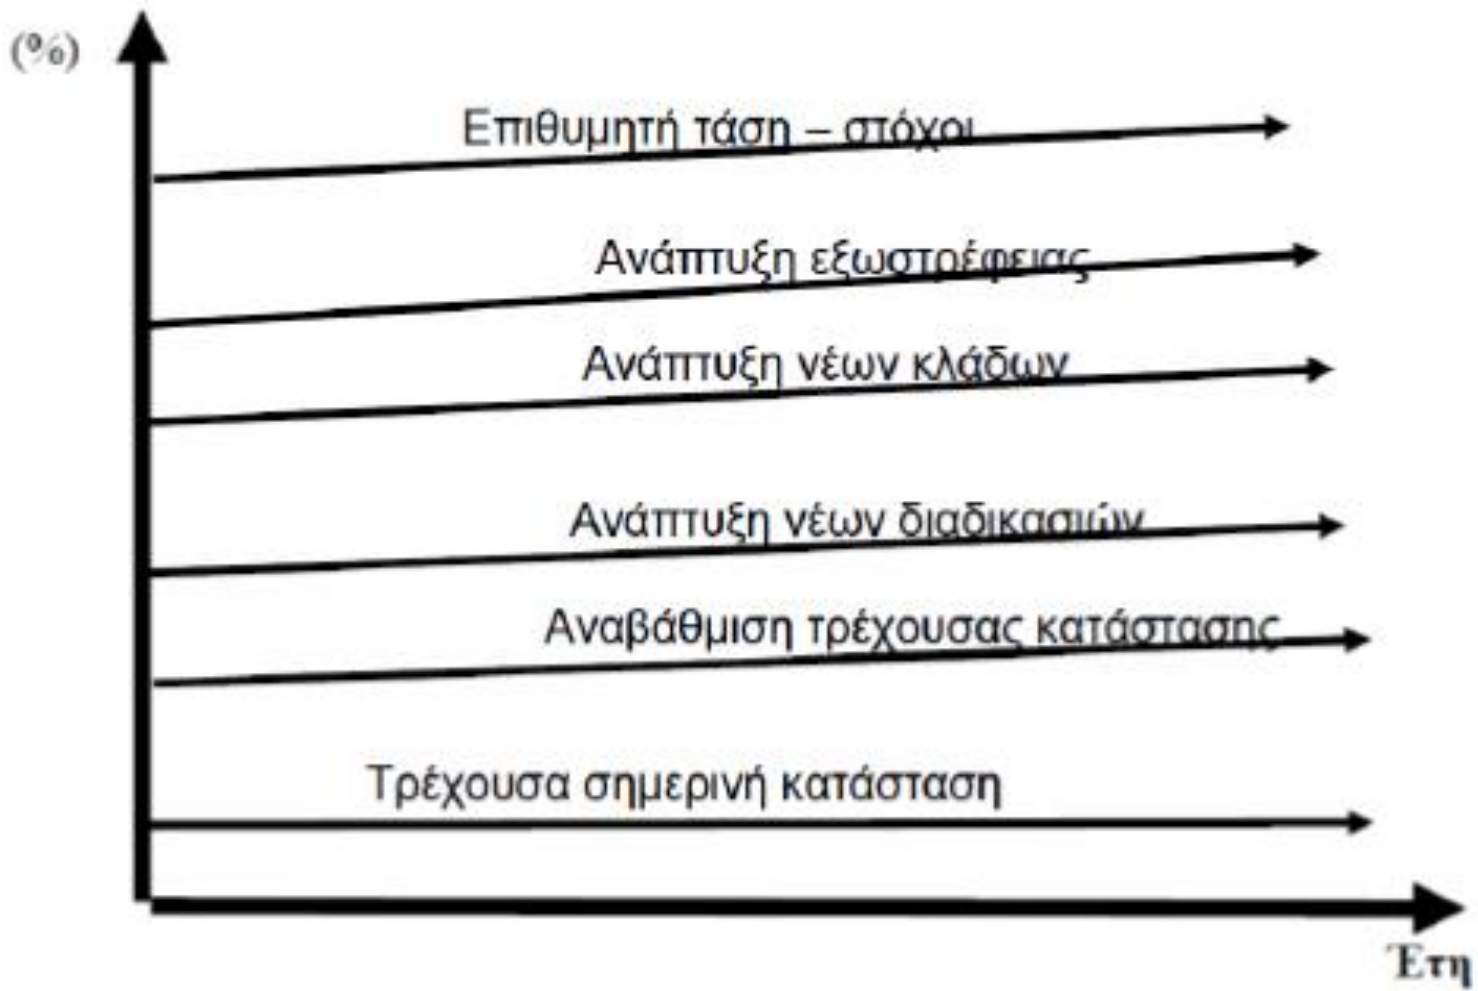 (%)
Επιθυμητή τάση – στόχοι
Ανάπτυξη εξωστρέφειας
Ανάπτυξη νέων κλάδων
Ανάπτυξη νέων διαδικασιών
Αναβάθμιση τρέχουσας κατάστασης
Τρέχουσα σημερινή κατάσταση
Έτη